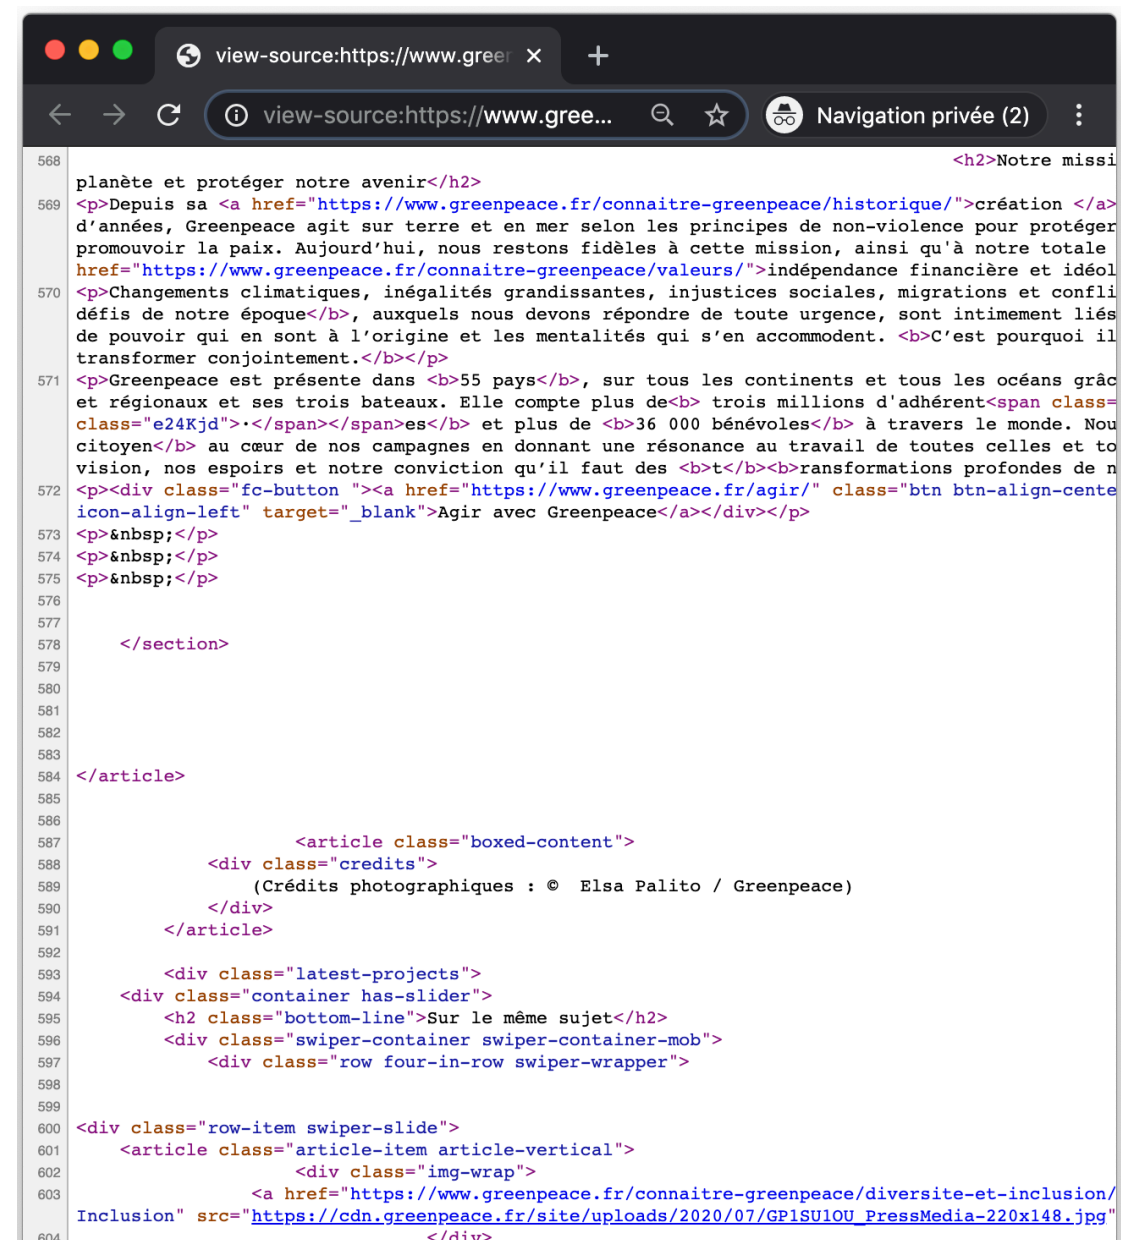 view-source:https://www.green
view-source:https://www.gree... Navigation privée (2)
568 <h2>Notre missi
planète et protéger notre avenir</h2>
569 <p>Depuis sa <a href="https://www.greenpeace.fr/connaitre-greenpeace/historique/">création </a>
d’années, Greenpeace agit sur terre et en mer selon les principes de non-violence pour protéger
promouvoir la paix. Aujourd’hui, nous restons fidèles à cette mission, ainsi qu'à notre totale
href="https://www.greenpeace.fr/connaitre-greenpeace/valeurs/">indépendance financière et idéol
570 <p>Changements climatiques, inégalités grandissantes, injustices sociales, migrations et confli
défis de notre époque</b>, auxquels nous devons répondre de toute urgence, sont intimement liés
de pouvoir qui en sont à l’origine et les mentalités qui s’en accommodent. <b>C’est pourquoi il
transformer conjointement.</b></p>
571 <p>Greenpeace est présente dans <b>55 pays</b>, sur tous les continents et tous les océans grâc
et régionaux et ses trois bateaux. Elle compte plus de<b> trois millions d'adhérent<span class=
class="e24Kjd">·</span></span>es</b> et plus de <b>36 000 bénévoles</b> à travers le monde. Nou
citoyen</b> au cœur de nos campagnes en donnant une résonance au travail de toutes celles et to
vision, nos espoirs et notre conviction qu’il faut des <b>t</b><b>ransformations profondes de n
572 <p><div class="fc-button "><a href="https://www.greenpeace.fr/agir/" class="btn btn-align-cente
icon-align-left" target="_blank">Agir avec Greenpeace</a></div></p>
573 <p>&nbsp;</p>
574 <p>&nbsp;</p>
575 <p>&nbsp;</p>
576
577
578 </section>
579
580
581
582
583
584 </article>
585
586
587 <article class="boxed-content">
588 <div class="credits">
589 (Crédits photographiques : © Elsa Palito / Greenpeace)
590 </div>
591 </article>
592
593 <div class="latest-projects">
594 <div class="container has-slider">
595 <h2 class="bottom-line">Sur le même sujet</h2>
596 <div class="swiper-container swiper-container-mob">
597 <div class="row four-in-row swiper-wrapper">
598
599
600 <div class="row-item swiper-slide">
601 <article class="article-item article-vertical">
602 <div class="img-wrap">
603 <a href="https://www.greenpeace.fr/connaitre-greenpeace/diversite-et-inclusion/
Inclusion" src="https://cdn.greenpeace.fr/site/uploads/2020/07/GP1SU1OU_PressMedia-220x148.jpg"
604 </div>